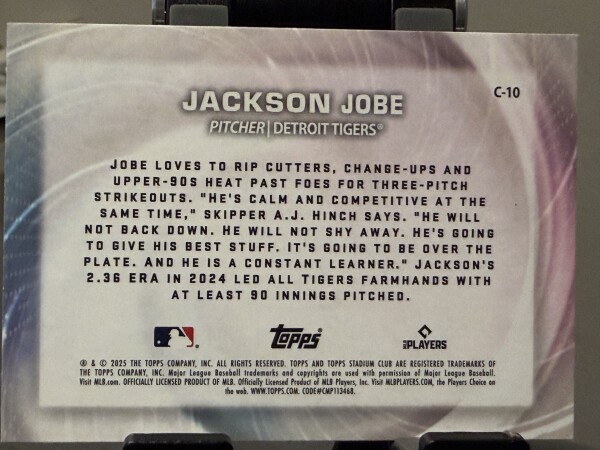 C-10
JACKSON JOBE
PITCHER | DETROIT TIGERS®
JOBE LOVES TO RIP CUTTERS, CHANGE-UPS AND
UPPER-90S HEAT PAST FOES FOR THREE-PITCH
STRIKEOUTS. "HE'S CALM AND COMPETITIVE AT THE
SAME TIME," SKIPPER A.J. HINCH SAYS. "HE WILL
NOT BACK DOWN. HE WILL NOT SHY AWAY. HE'S GOING
TO GIVE HIS BEST STUFF. IT'S GOING TO BE OVER THE
PLATE. AND HE IS A CONSTANT LEARNER." JACKSON'S
2.36 ERA IN 2024 LED ALL TIGERS FARMHANDS WITH
AT LEAST 90 INNINGS PITCHED.
Topps
MLB PLAYERS
® & © 2025 THE TOPPS COMPANY, INC. ALL RIGHTS RESERVED. TOPPS AND TOPPS STADIUM CLUB ARE REGISTERED TRADEMARKS OF
THE TOPPS COMPANY, INC. Major League Baseball trademarks and copyrights are used with permission of Major League Baseball.
Visit MLB.com. OFFICIALLY LICENSED PRODUCT OF MLB. Officially Licensed Product of MLB Players, Inc. Visit MLBPLAYERS.COM, the Players Choice on
the web. WWW.TOPPS.COM. CODE#CMP113468.